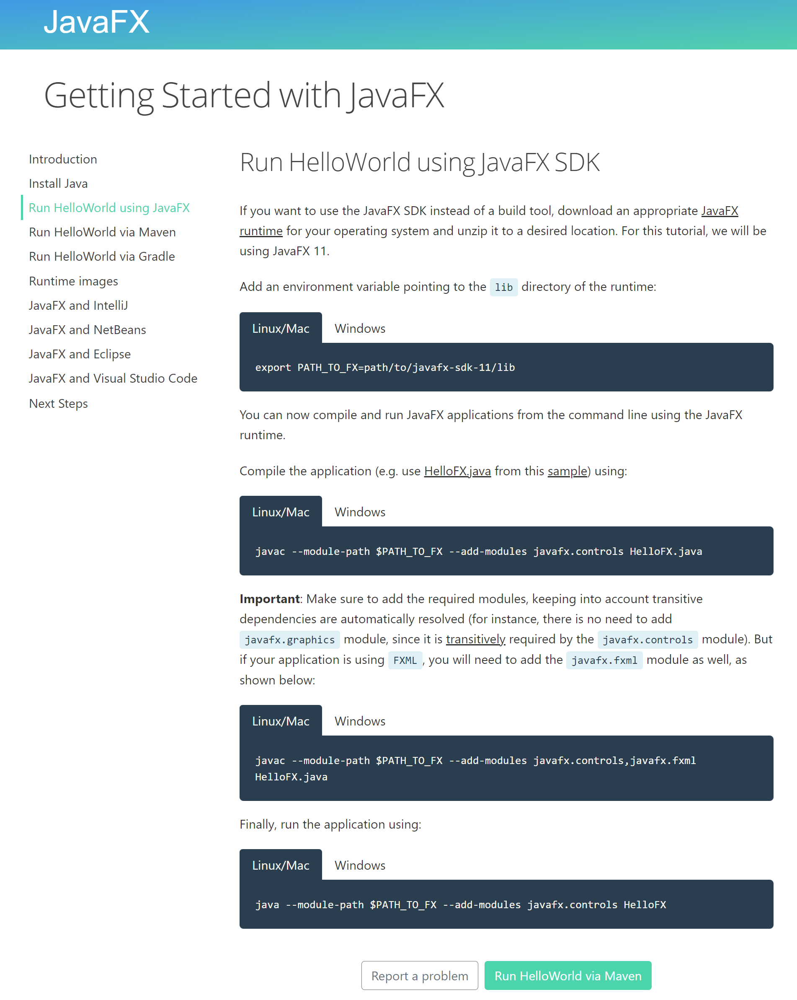 JavaFX
Getting Started with JavaFX
Introduction
Install Java
Run HelloWorld using JavaFX
Run HelloWorld via Maven
Run HelloWorld via Gradle
Runtime images
JavaFX and IntelliJ
JavaFX and NetBeans
JavaFX and Eclipse
JavaFX and Visual Studio Code
Next Steps
Run HelloWorld using JavaFX SDK
If you want to use the JavaFX SDK instead of a build tool, download an appropriate JavaFX
runtime for your operating system and unzip it to a desired location. For this tutorial, we will be
using JavaFX 11.
Add an environment variable pointing to the lib directory of the runtime:
Linux/Mac Windows
export PATH_TO_FX=path/to/javafx-sdk-11/lib
You can now compile and run JavaFX applications from the command line using the JavaFX
runtime.
Compile the application (e.g. use HelloFX.java from this sample) using:
Linux/Mac Windows
javac --module-path $PATH_TO_FX --add-modules javafx.controls HelloFX.java
Important: Make sure to add the required modules, keeping into account transitive
dependencies are automatically resolved (for instance, there is no need to add
javafx.graphics module, since it is transitively required by the javafx.controls module). But
if your application is using FXML, you will need to add the javafx.fxml module as well, as
shown below:
Linux/Mac Windows
javac --module-path $PATH_TO_FX --add-modules javafx.controls,javafx.fxml
HelloFX.java
Finally, run the application using:
Linux/Mac Windows
java --module-path $PATH_TO_FX --add-modules javafx.controls HelloFX
Report a problem Run HelloWorld via Maven